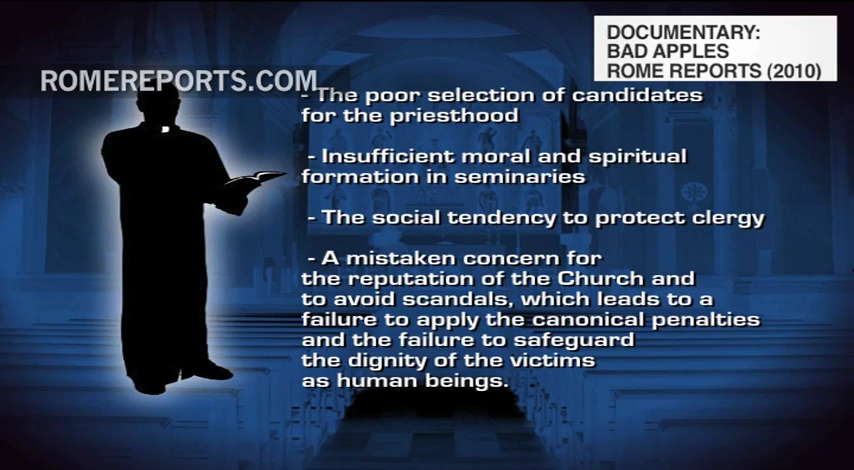 DOCUMENTARY:
BAD APPLES
ROME REPORTS (2010)
ROMEREPORTS.COM
- The poor selection of candidates
for the priesthood
- Insufficient moral and spiritual
formation in seminaries
- The social tendency to protect clergy
- A mistaken concern for
the reputation of the Church and
to avoid scandals, which leads to a
failure to apply the canonical penalties
and the failure to safeguard
the dignity of the victims
as human beings.